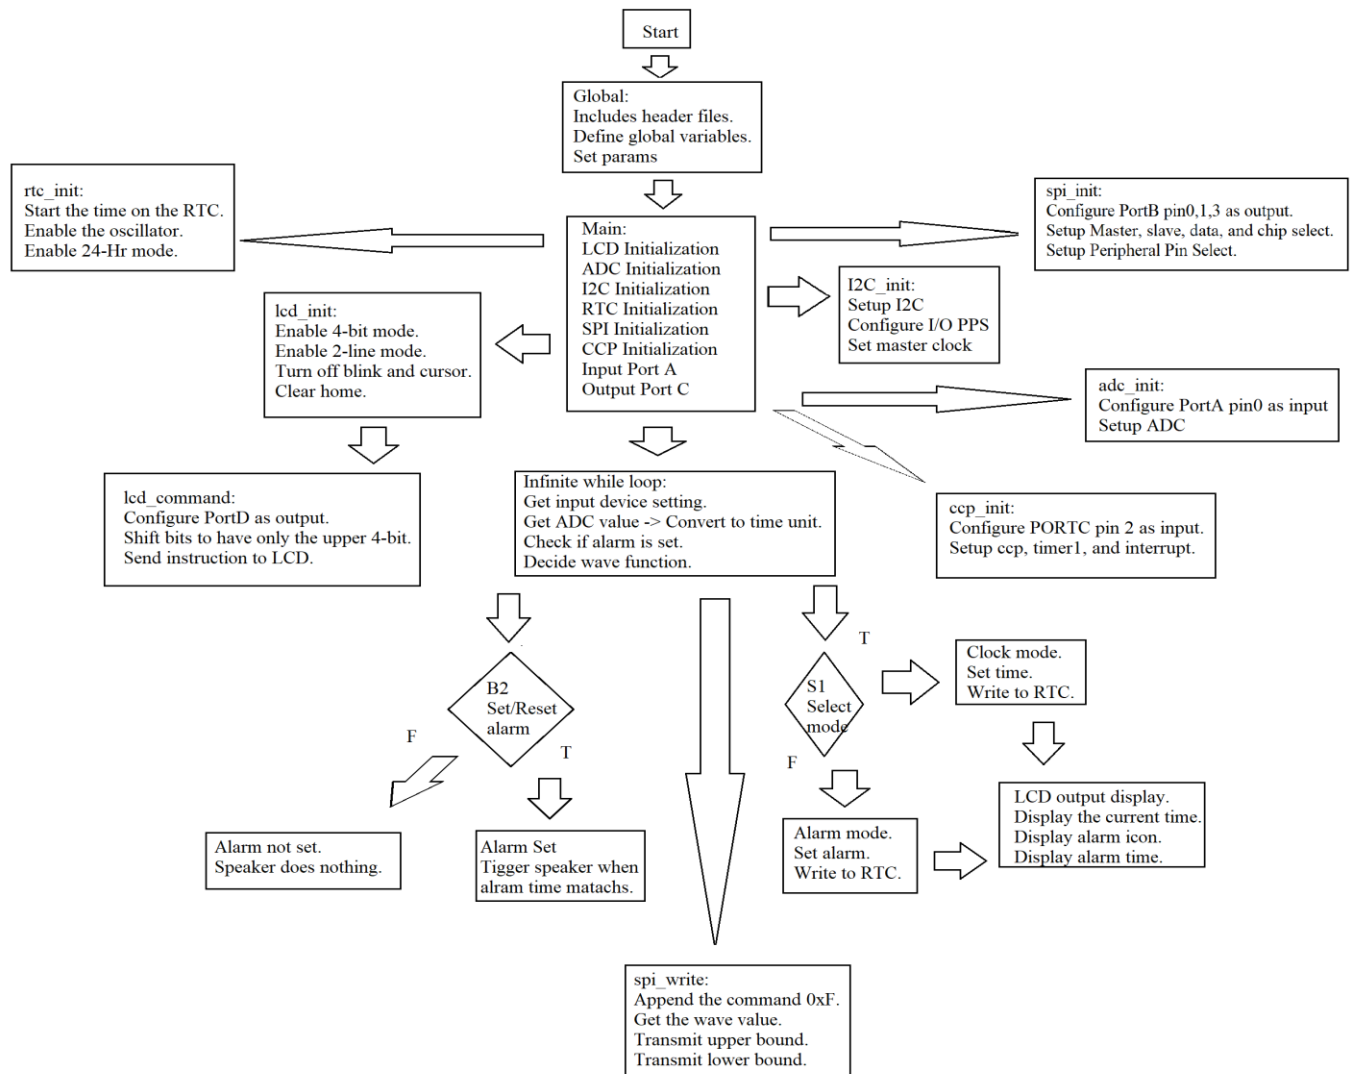 Start
Global:
Includes header files.
Define global variables.
Set params
rtc_init:
Start the time on the RTC.
Enable the oscillator.
Enable 24-Hr mode.
Main:
LCD Initialization
ADC Initialization
I2C Initialization
RTC Initialization
SPI Initialization
CCP Initialization
Input Port A
Output Port C
spi_init:
Configure PortB pin0,1,3 as output.
Setup Master, slave, data, and chip select.
Setup Peripheral Pin Select.
I2C_init:
Setup I2C
Configure I/O PPS
Set master clock
lcd_init:
Enable 4-bit mode.
Enable 2-line mode.
Turn off blink and cursor.
Clear home.
adc_init:
Configure PortA pin0 as input
Setup ADC
lcd_command:
Configure PortD as output.
Shift bits to have only the upper 4-bit.
Send instruction to LCD.
Infinite while loop:
Get input device setting.
Get ADC value -> Convert to time unit.
Check if alarm is set.
Decide wave function.
ccp_init:
Configure PORTC pin 2 as input.
Setup ccp, timer1, and interrupt.
B2
Set/Reset
alarm
F
T
S1
Select
mode
T
F
Clock mode.
Set time.
Write to RTC.
Alarm not set.
Speaker does nothing.
Alarm Set
Tigger speaker when
alram time matachs.
Alarm mode.
Set alarm.
Write to RTC.
LCD output display.
Display the current time.
Display alarm icon.
Display alarm time.
spi_write:
Append the command 0xF.
Get the wave value.
Transmit upper bound.
Transmit lower bound.